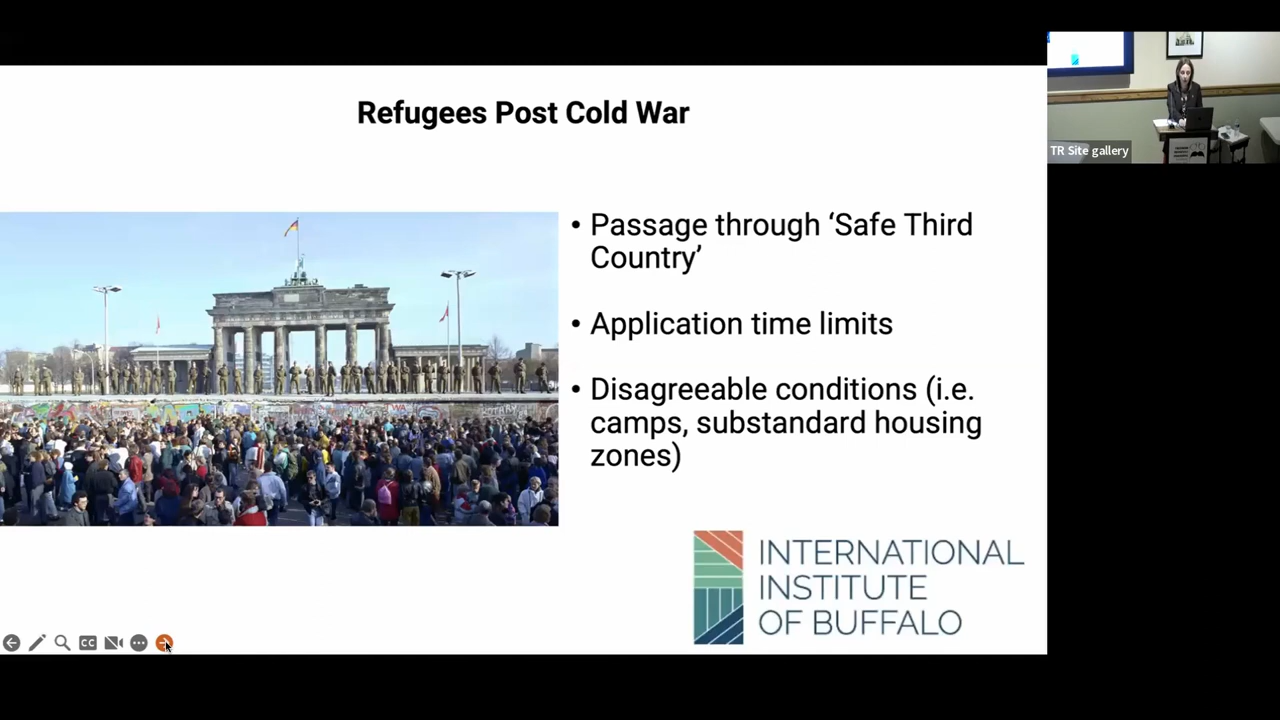 Refugees Post Cold War
• Passage through ‘Safe Third
Country’
• Application time limits
• Disagreeable conditions (i.e.
camps, substandard housing
zones)
INTERNATIONAL
INSTITUTE
OF BUFFALO
CC
TR Site gallery